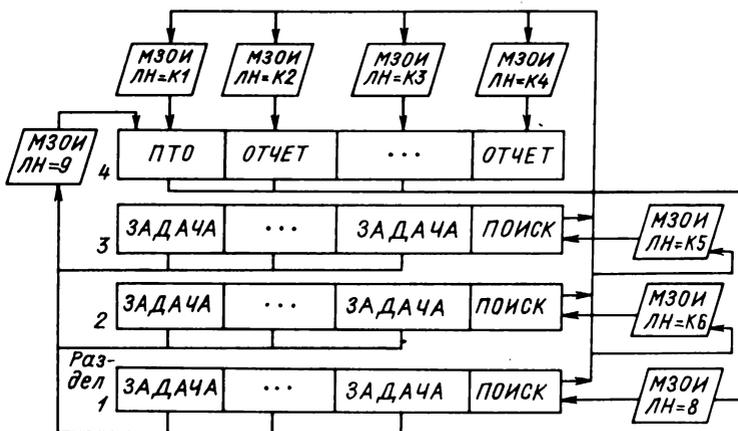 МЗОИ МЗОИ МЗОИ МЗОИ
ЛН=К1 ЛН=К2 ЛН=К3 ЛН=К4
МЗОИ
ЛН=9
4 ПТО ОТЧЕТ ... ОТЧЕТ
3 ЗАДАЧА ... ЗАДАЧА ПОИСК
МЗОИ
ЛН=К5
2 ЗАДАЧА ... ЗАДАЧА ПОИСК
МЗОИ
ЛН=К6
Раз-
дел
1 ЗАДАЧА ... ЗАДАЧА ПОИСК
МЗОИ
ЛН=8